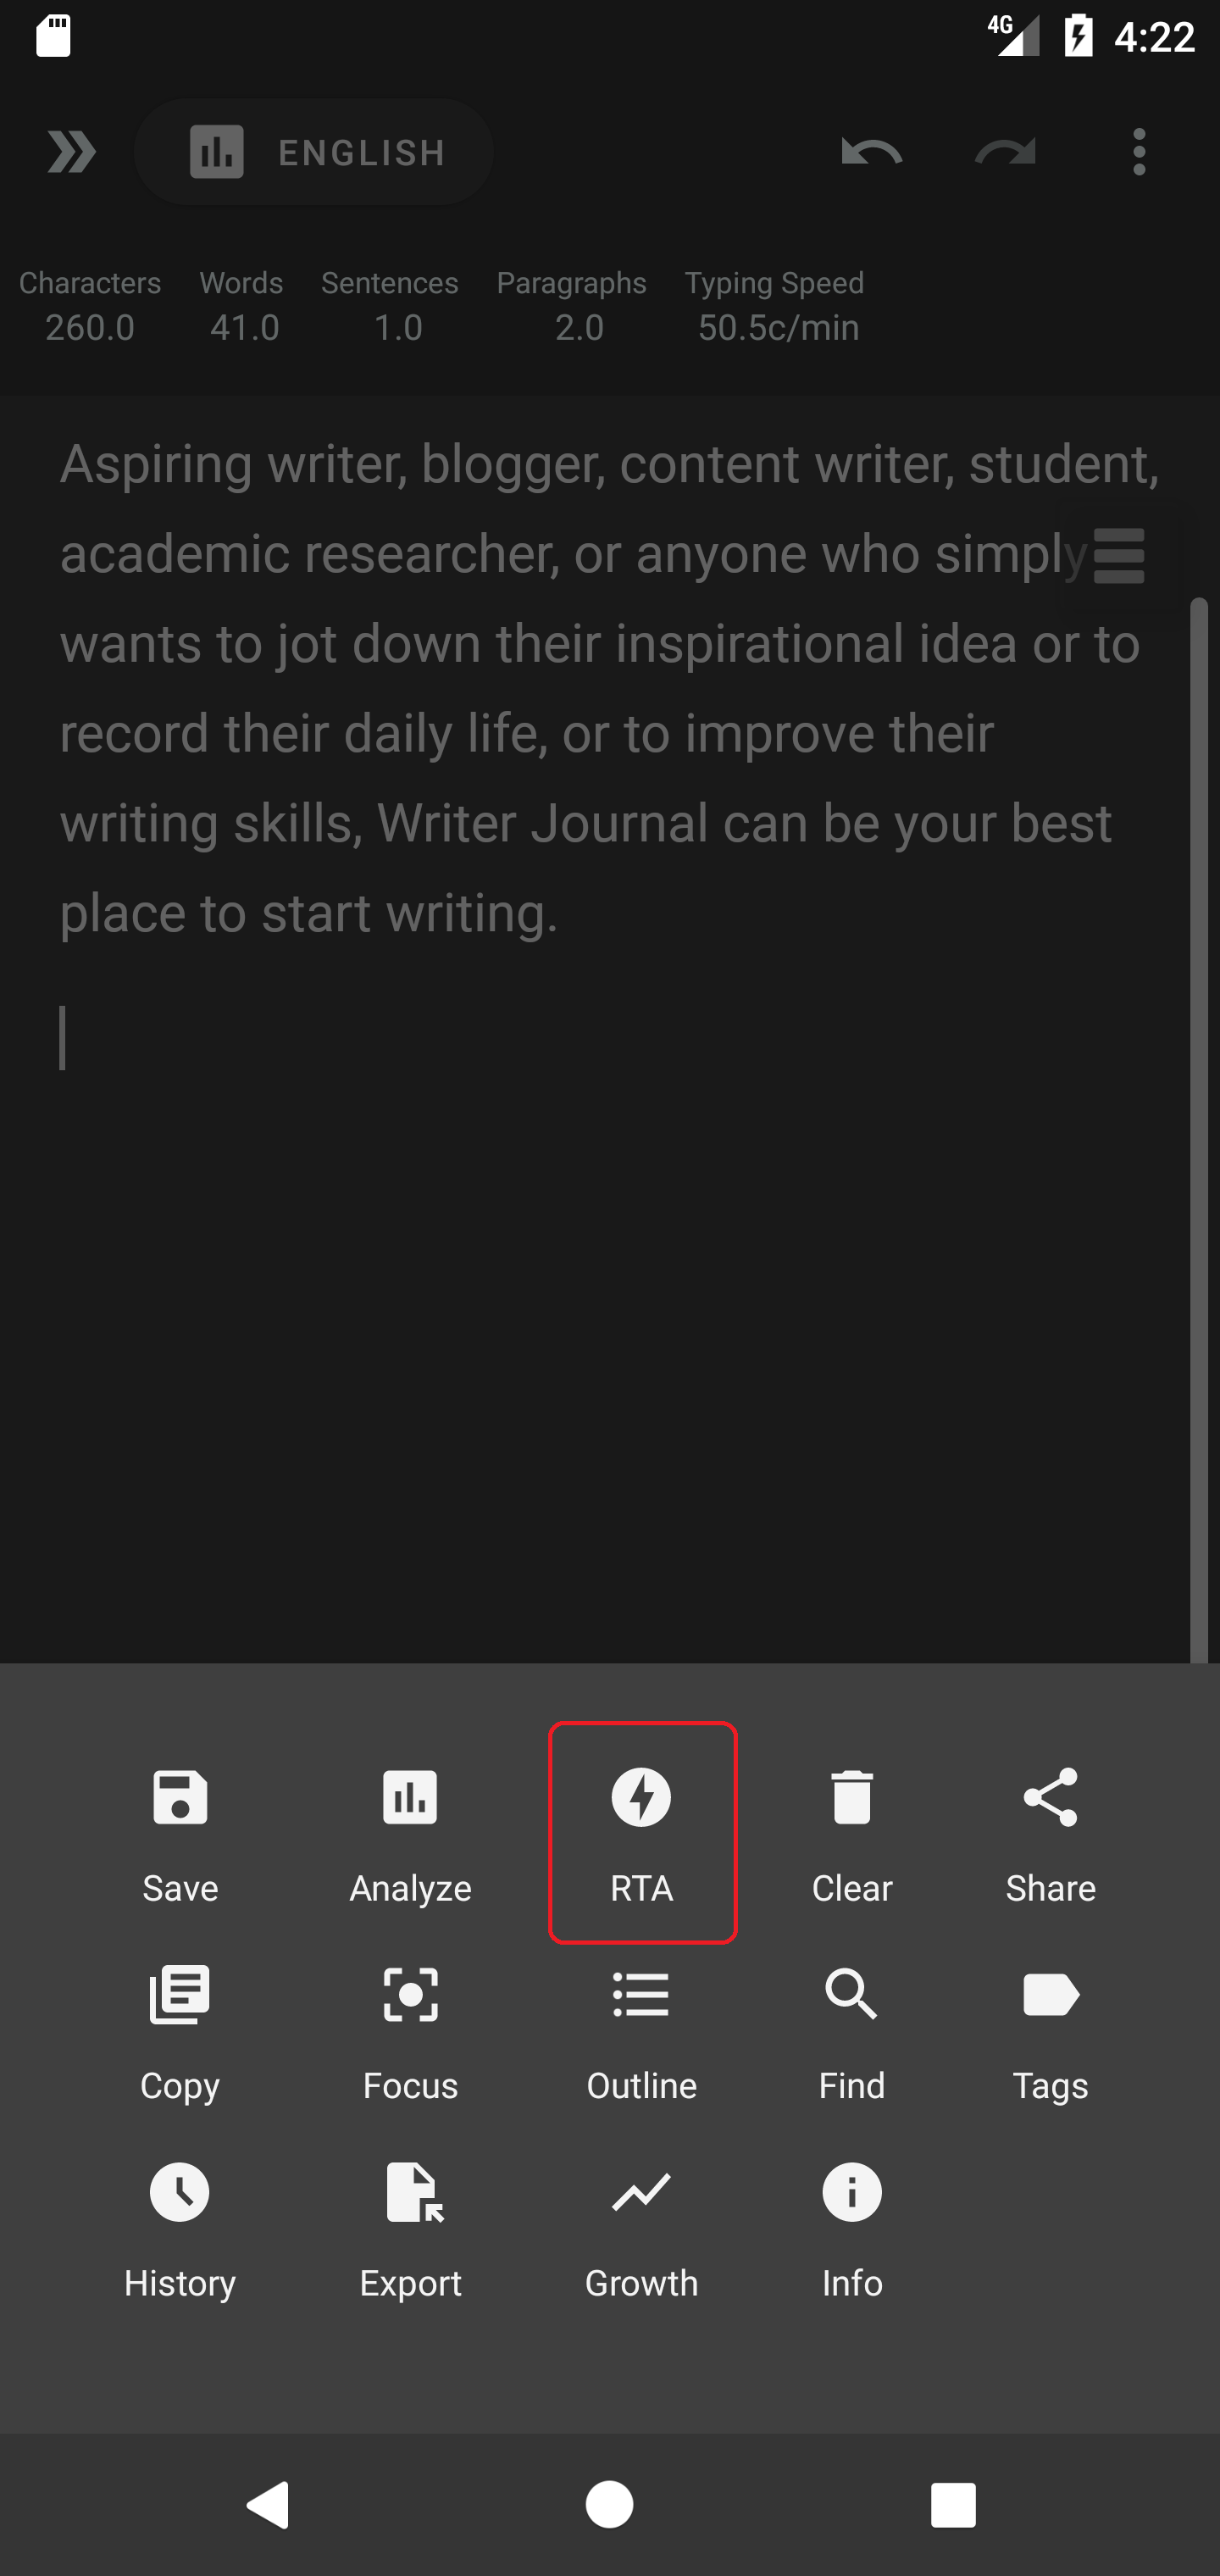 4G 4:22
ENGLISH
Characters Words Sentences Paragraphs Typing Speed
260.0 41.0 1.0 2.0 50.5c/min
Aspiring writer, blogger, content writer, student,
academic researcher, or anyone who simply
wants to jot down their inspirational idea or to
record their daily life, or to improve their
writing skills, Writer Journal can be your best
place to start writing.
Save Analyze RTA Clear Share
Copy Focus Outline Find Tags
History Export Growth Info